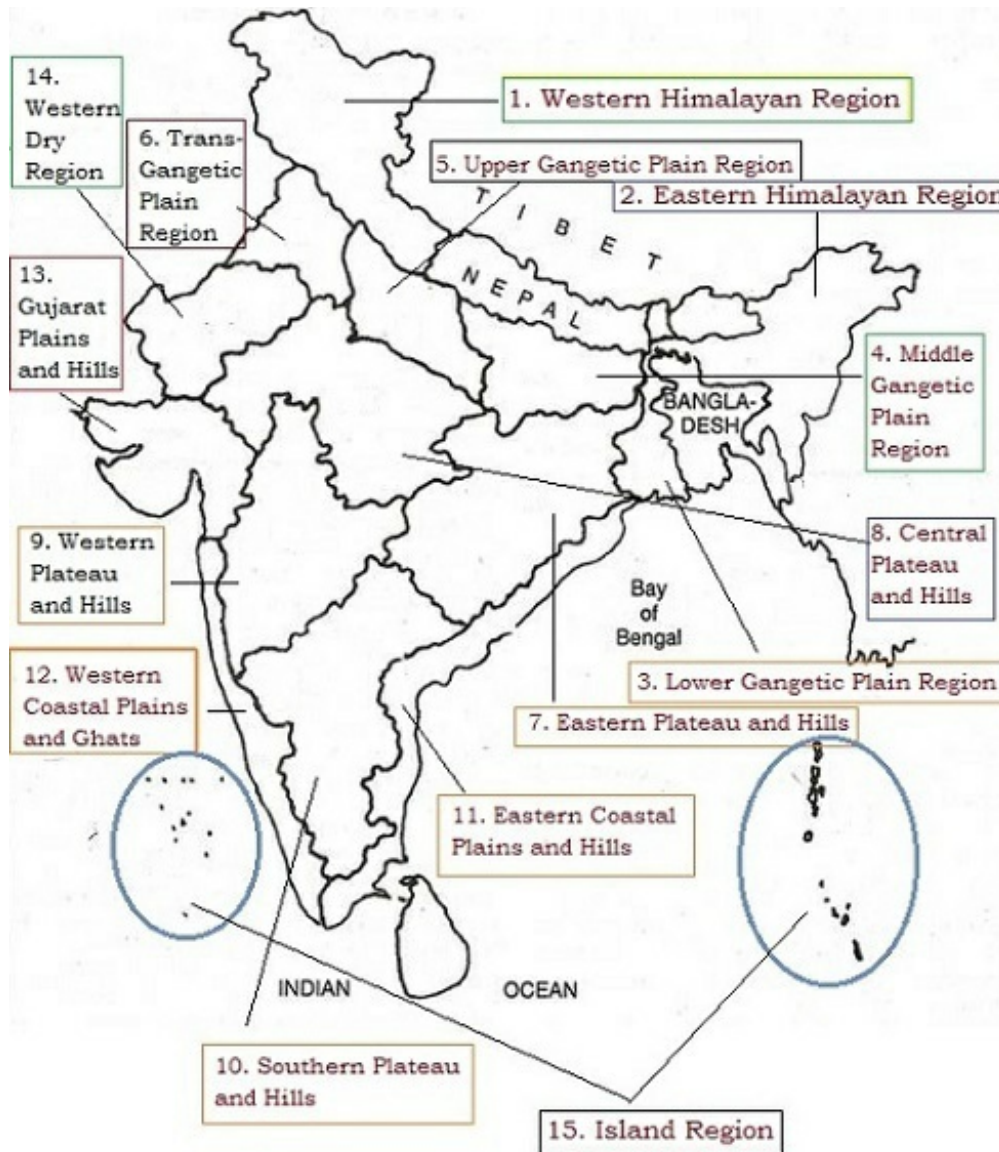 14.
Western
Dry
Region
1. Western Himalayan Region
6. Trans-
Gangetic
Plain
Region
5. Upper Gangetic Plain Region
2. Eastern Himalayan Region
TIBET
NEPAL
13.
Gujarat
Plains
and Hills
4. Middle
Gangetic
Plain
Region
BANGLA-
DESH
9. Western
Plateau
and Hills
8. Central
Plateau
and Hills
Bay
of
Bengal
12. Western
Coastal Plains
and Ghats
3. Lower Gangetic Plain Region
7. Eastern Plateau and Hills
11. Eastern Coastal
Plains and Hills
INDIAN OCEAN
10. Southern Plateau
and Hills
15. Island Region